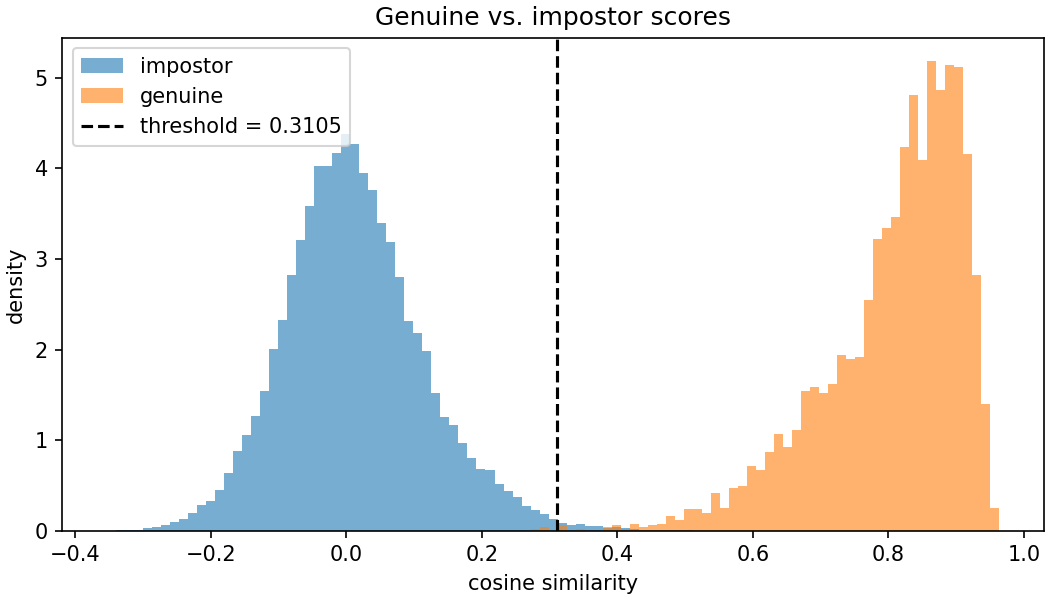 Genuine vs. impostor scores
impostor
genuine
threshold = 0.3105
density
5
4
3
2
1
0
−0.4
−0.2
0.0
0.2
0.4
0.6
0.8
1.0
cosine similarity